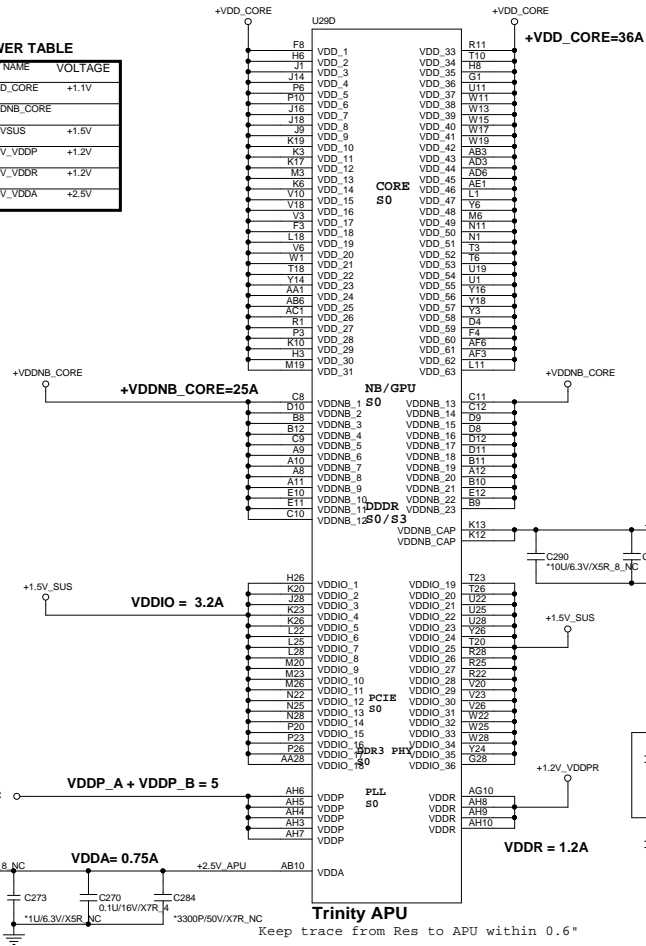 +VDD_CORE
+VDD_CORE
U29D
+VDD_CORE=36A
WER TABLE
NAME VOLTAGE
D_CORE +1.1V
DNB_CORE
VSUS +1.5V
V_VDDP +1.2V
V_VDDR +1.2V
V_VDDA +2.5V
F8 VDD_1 VDD_33 R11
H6 VDD_2 VDD_34 T10
J1 VDD_3 VDD_35 H8
J14 VDD_4 VDD_36 G1
P6 VDD_5 VDD_37 U11
P10 VDD_6 VDD_38 W11
J16 VDD_7 VDD_39 W13
J18 VDD_8 VDD_40 W15
J9 VDD_9 VDD_41 W17
K19 VDD_10 VDD_42 W19
K3 VDD_11 VDD_43 AB3
K17 VDD_12 VDD_44 AD3
M3 VDD_13 VDD_45 AD6
K6 VDD_14 VDD_46 AE1
V10 VDD_15 VDD_47 L1
V18 VDD_16 VDD_48 Y6
V3 VDD_17 VDD_49 M6
F3 VDD_18 VDD_50 N11
L18 VDD_19 VDD_51 N1
V6 VDD_20 VDD_52 T3
W1 VDD_21 VDD_53 T6
T18 VDD_22 VDD_54 U19
Y14 VDD_23 VDD_55 U1
AA1 VDD_24 VDD_56 Y16
AB6 VDD_25 VDD_57 Y18
AC1 VDD_26 VDD_58 Y3
R1 VDD_27 VDD_59 D4
P3 VDD_28 VDD_60 F4
K10 VDD_29 VDD_61 AF6
H3 VDD_30 VDD_62 AF3
M19 VDD_31 VDD_63 L11
CORE
S0
+VDDNB_CORE
+VDDNB_CORE=25A
+VDDNB_CORE
NB/GPU
S0
C8 VDDNB_1 VDDNB_13 C11
D10 VDDNB_2 VDDNB_14 C12
B8 VDDNB_3 VDDNB_15 D9
B12 VDDNB_4 VDDNB_16 D8
C9 VDDNB_5 VDDNB_17 D12
A9 VDDNB_6 VDDNB_18 D11
A10 VDDNB_7 VDDNB_19 B11
A8 VDDNB_8 VDDNB_20 A12
A11 VDDNB_9 VDDNB_21 B10
E10 VDDNB_10 VDDNB_22 E12
E11 VDDNB_11 VDDNB_23 B9
C10 VDDNB_12
DDDR
S0/S3
VDDNB_CAP K13
VDDNB_CAP K12
C290
*10U/6.3V/X5R_8_NC
+1.5V_SUS
VDDIO = 3.2A
+1.5V_SUS
H26 VDDIO_1 VDDIO_19 T23
K20 VDDIO_2 VDDIO_20 T26
J28 VDDIO_3 VDDIO_21 U22
K23 VDDIO_4 VDDIO_22 U25
K26 VDDIO_5 VDDIO_23 U28
L22 VDDIO_6 VDDIO_24 Y26
L25 VDDIO_7 VDDIO_25 T20
L28 VDDIO_8 VDDIO_26 R28
M20 VDDIO_9 VDDIO_27 R25
M23 VDDIO_10 VDDIO_28 R22
M26 VDDIO_11 VDDIO_29 V20
N22 VDDIO_12 VDDIO_30 V23
N25 VDDIO_13 VDDIO_31 V26
N28 VDDIO_14 VDDIO_32 W22
P20 VDDIO_15 VDDIO_33 W25
P23 VDDIO_16 VDDIO_34 W28
P26 VDDIO_17 VDDIO_35 Y24
AA28 VDDIO_18 VDDIO_36 G28
PCIE
S0
DDR3 PHY
S0
VDDP_A + VDDP_B = 5
+1.2V_VDDPR
PLL
S0
AH6 VDDP VDDR AG10
AH5 VDDP VDDR AH8
AH4 VDDP VDDR AH9
AH3 VDDP VDDR AH10
AH7 VDDP
VDDR = 1.2A
8_NC
VDDA= 0.75A
+2.5V_APU
AB10 VDDA
C273
*1U/6.3V/X5R_NC
C270
0.1U/16V/X7R_4
C284
*3300P/50V/X7R_NC
Trinity APU
Keep trace from Res to APU within 0.6"